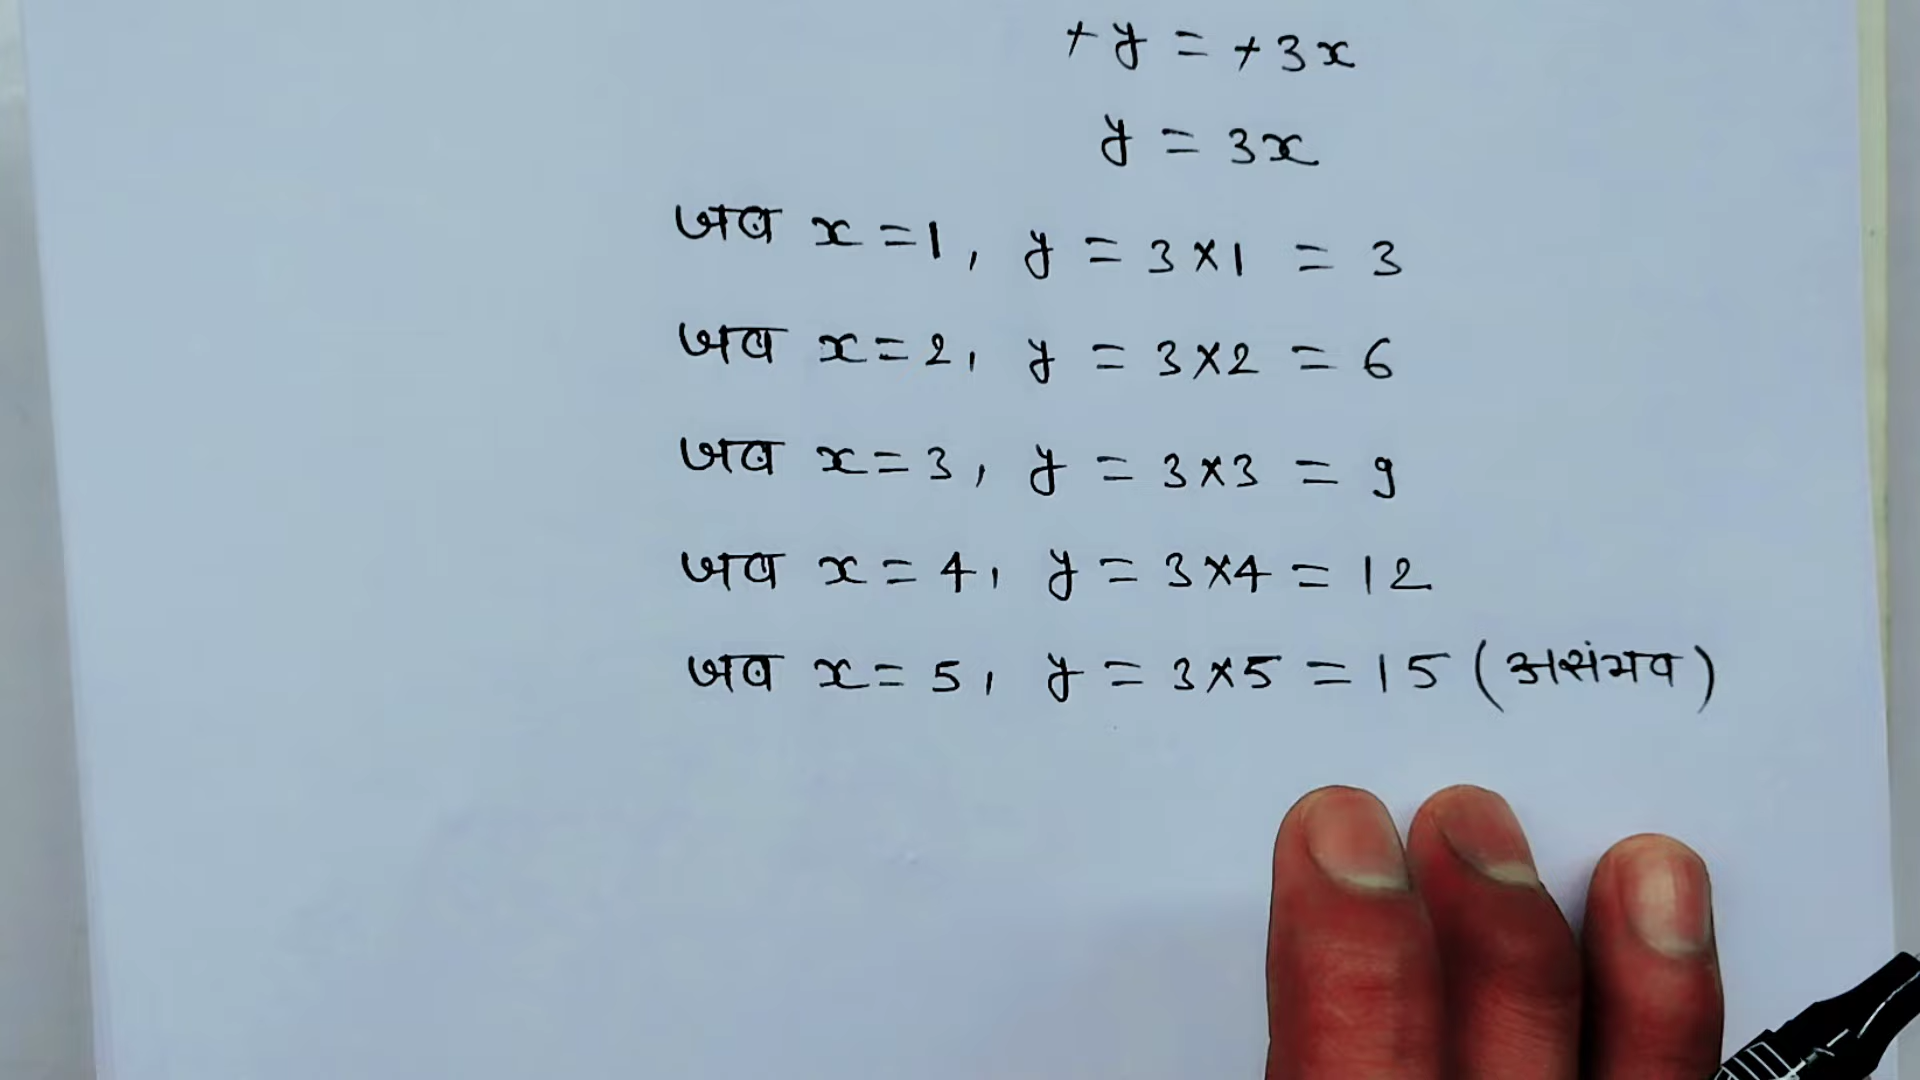 +y = +3x
y = 3x
जब x=1, y = 3×1 = 3
जब x=2, y = 3×2 = 6
जब x=3, y = 3×3 = 9
जब x=4, y = 3×4 = 12
जब x=5, y = 3×5 = 15 (असंभव)